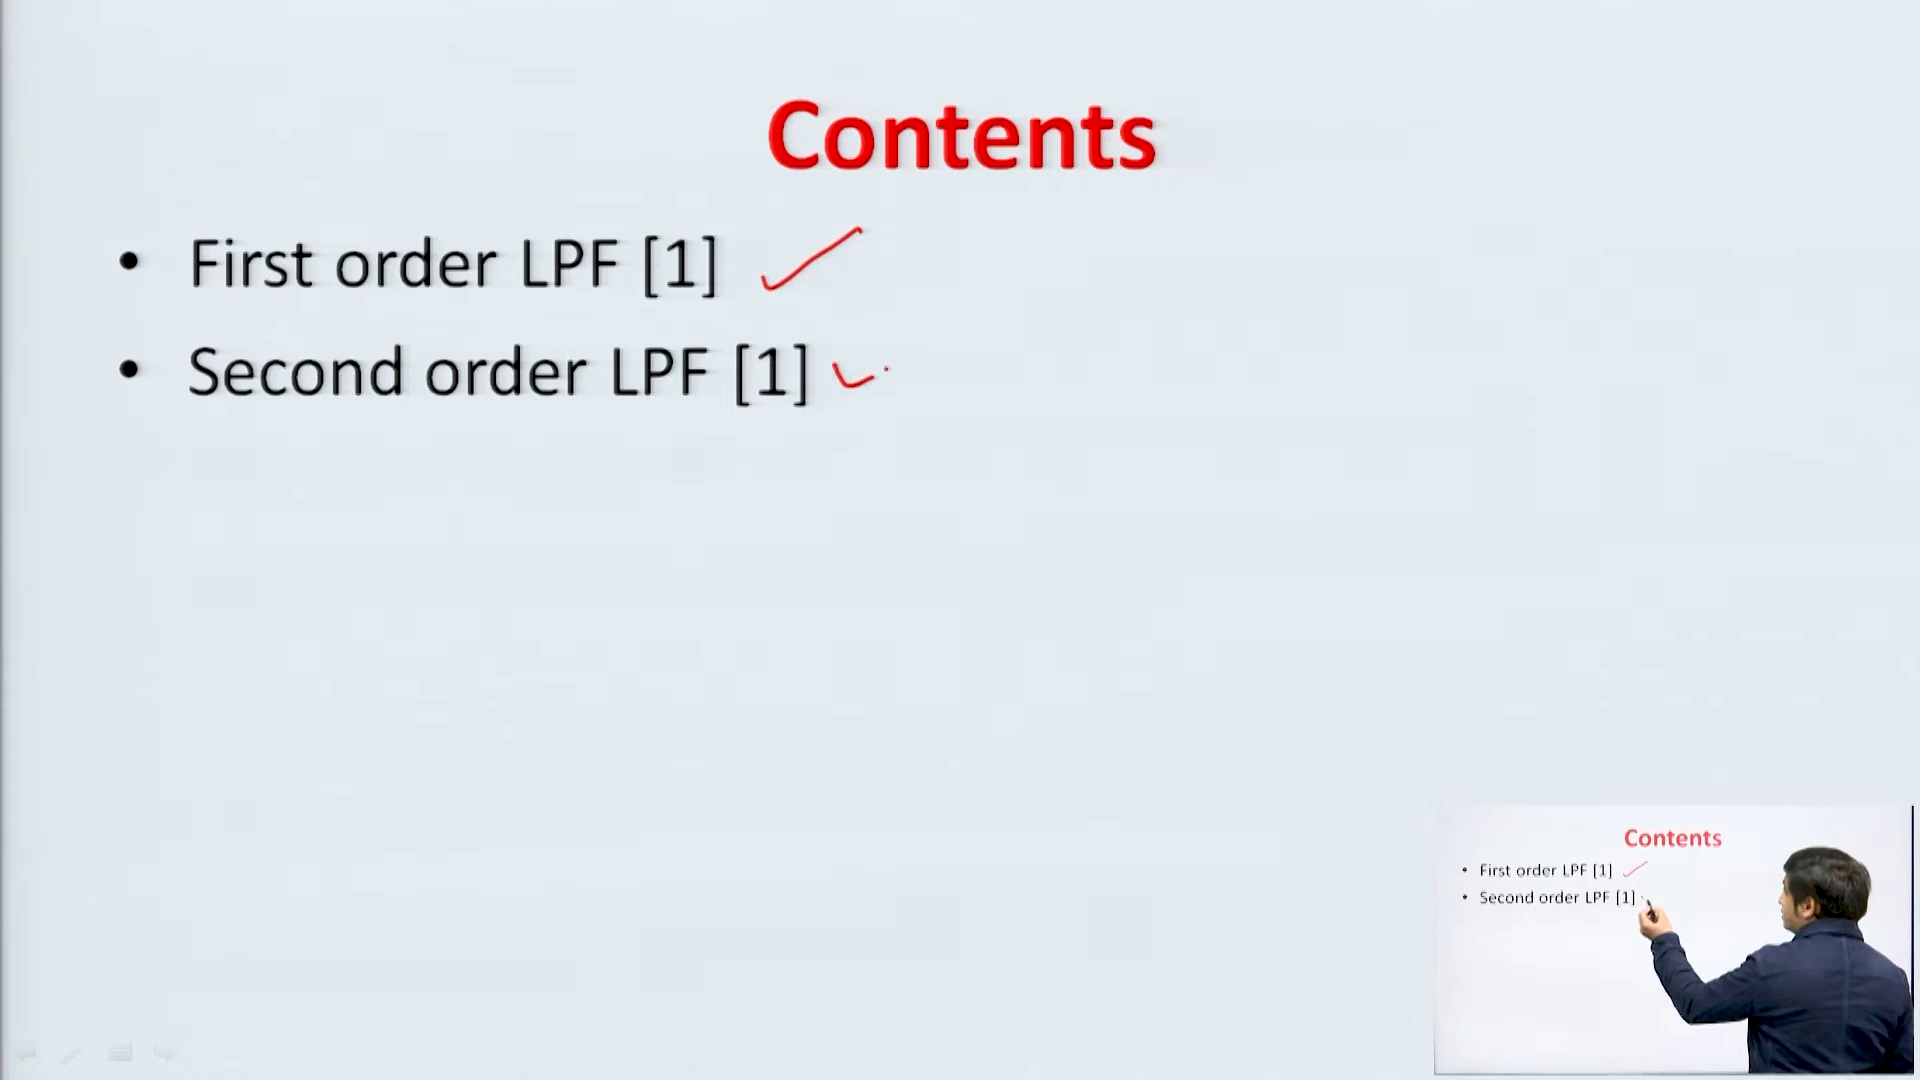 Contents
• First order LPF [1]
• Second order LPF [1]
Contents
• First order LPF [1]
• Second order LPF [1]